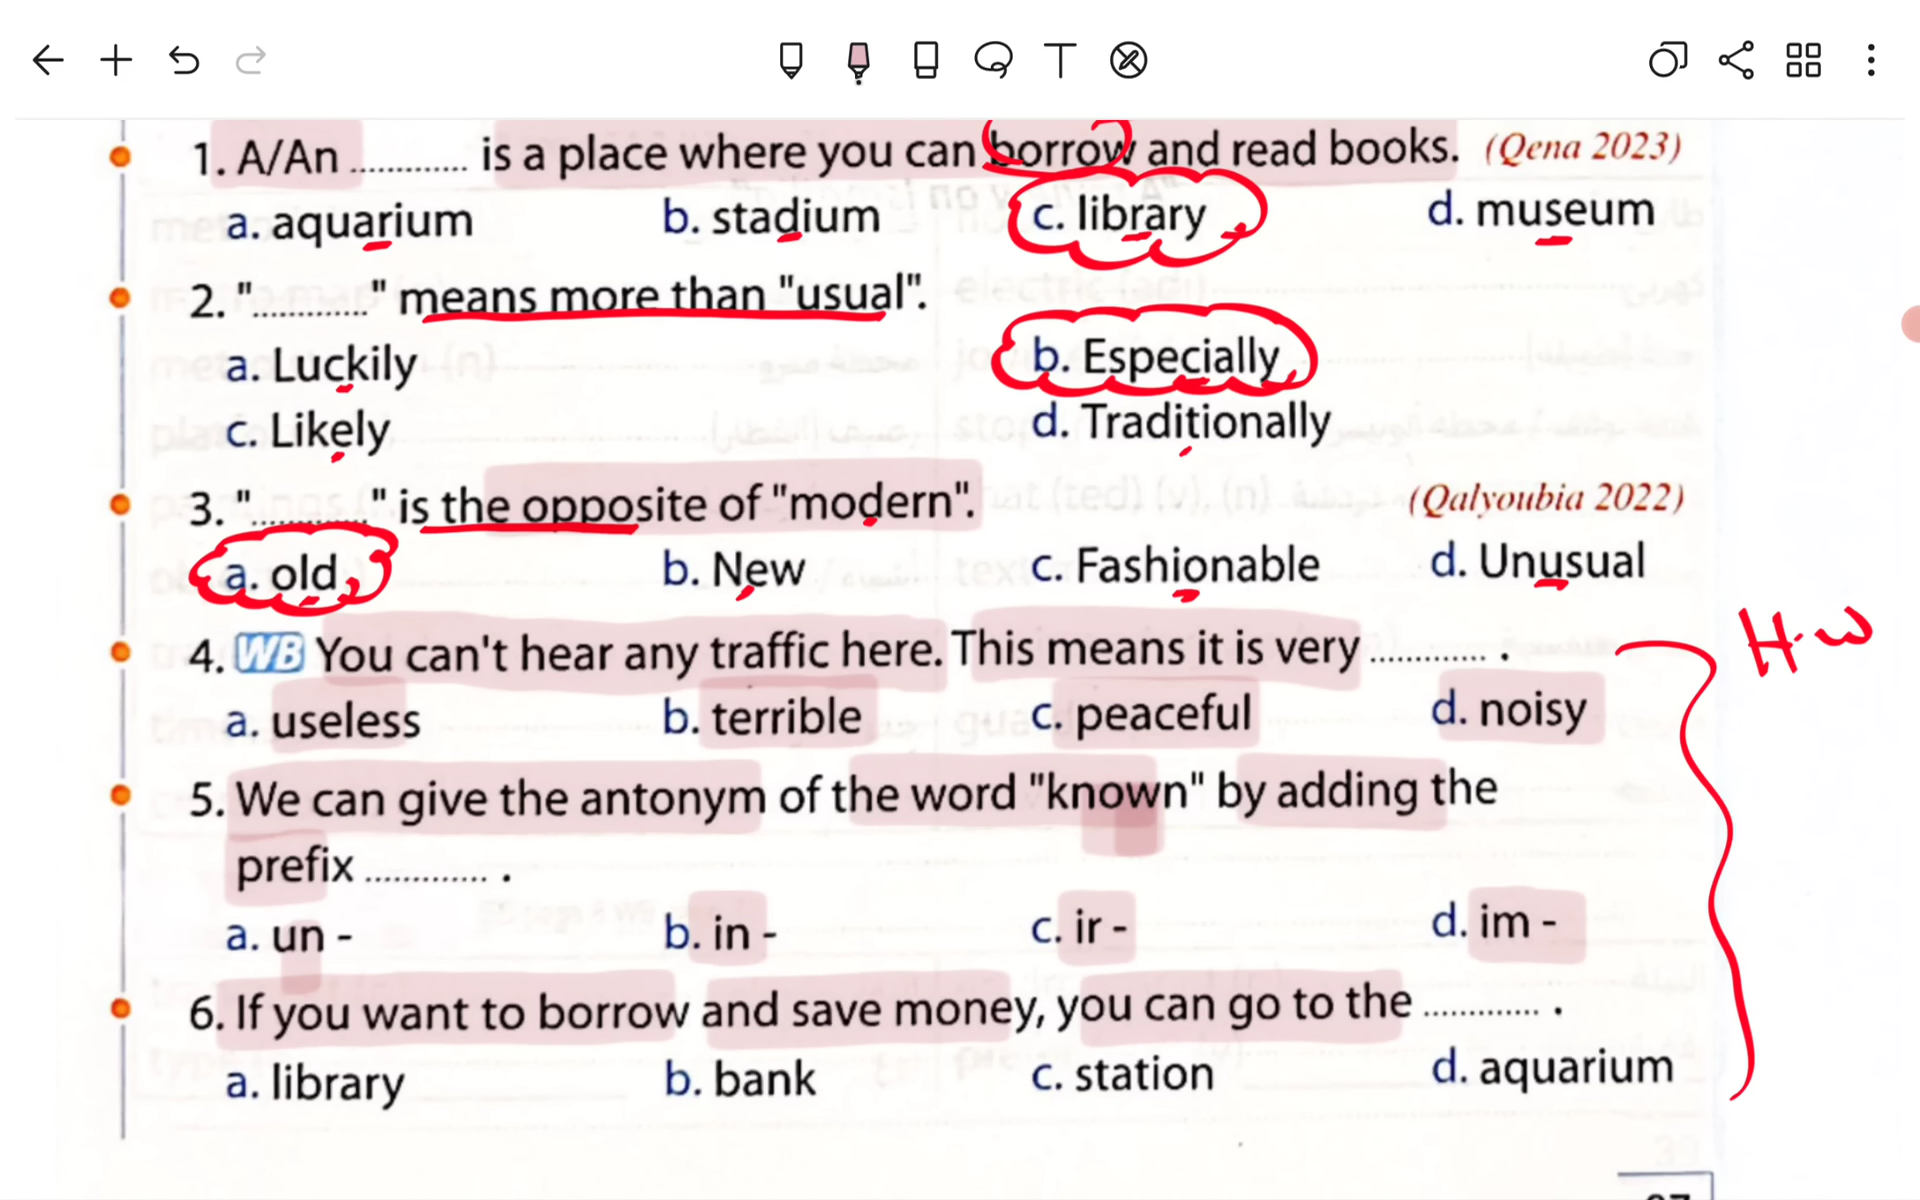 1. A/An ............. is a place where you can borrow and read books. (Qena 2023)
a. aquarium b. stadium c. library d. museum
2. "............." means more than "usual".
a. Luckily b. Especially
c. Likely d. Traditionally
3. "............." is the opposite of "modern". (Qalyoubia 2022)
a. old b. New c. Fashionable d. Unusual
H.w
4. WB You can't hear any traffic here. This means it is very ............. .
a. useless b. terrible c. peaceful d. noisy
5. We can give the antonym of the word "known" by adding the
prefix ............. .
a. un - b. in - c. ir - d. im -
6. If you want to borrow and save money, you can go to the ............. .
a. library b. bank c. station d. aquarium